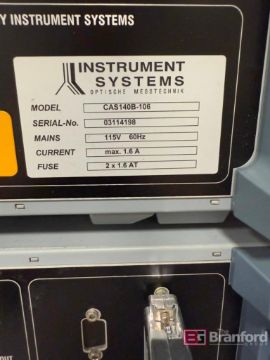 Y INSTRUMENT SYSTEMS
INSTRUMENT
SYSTEMS
OPTISCHE MESSTECHNIK
MODEL CAS140B-106
SERIAL-No. 03114198
MAINS 115V 60Hz
CURRENT max. 1.6 A
FUSE 2 x 1.6 AT
OUT
Branford